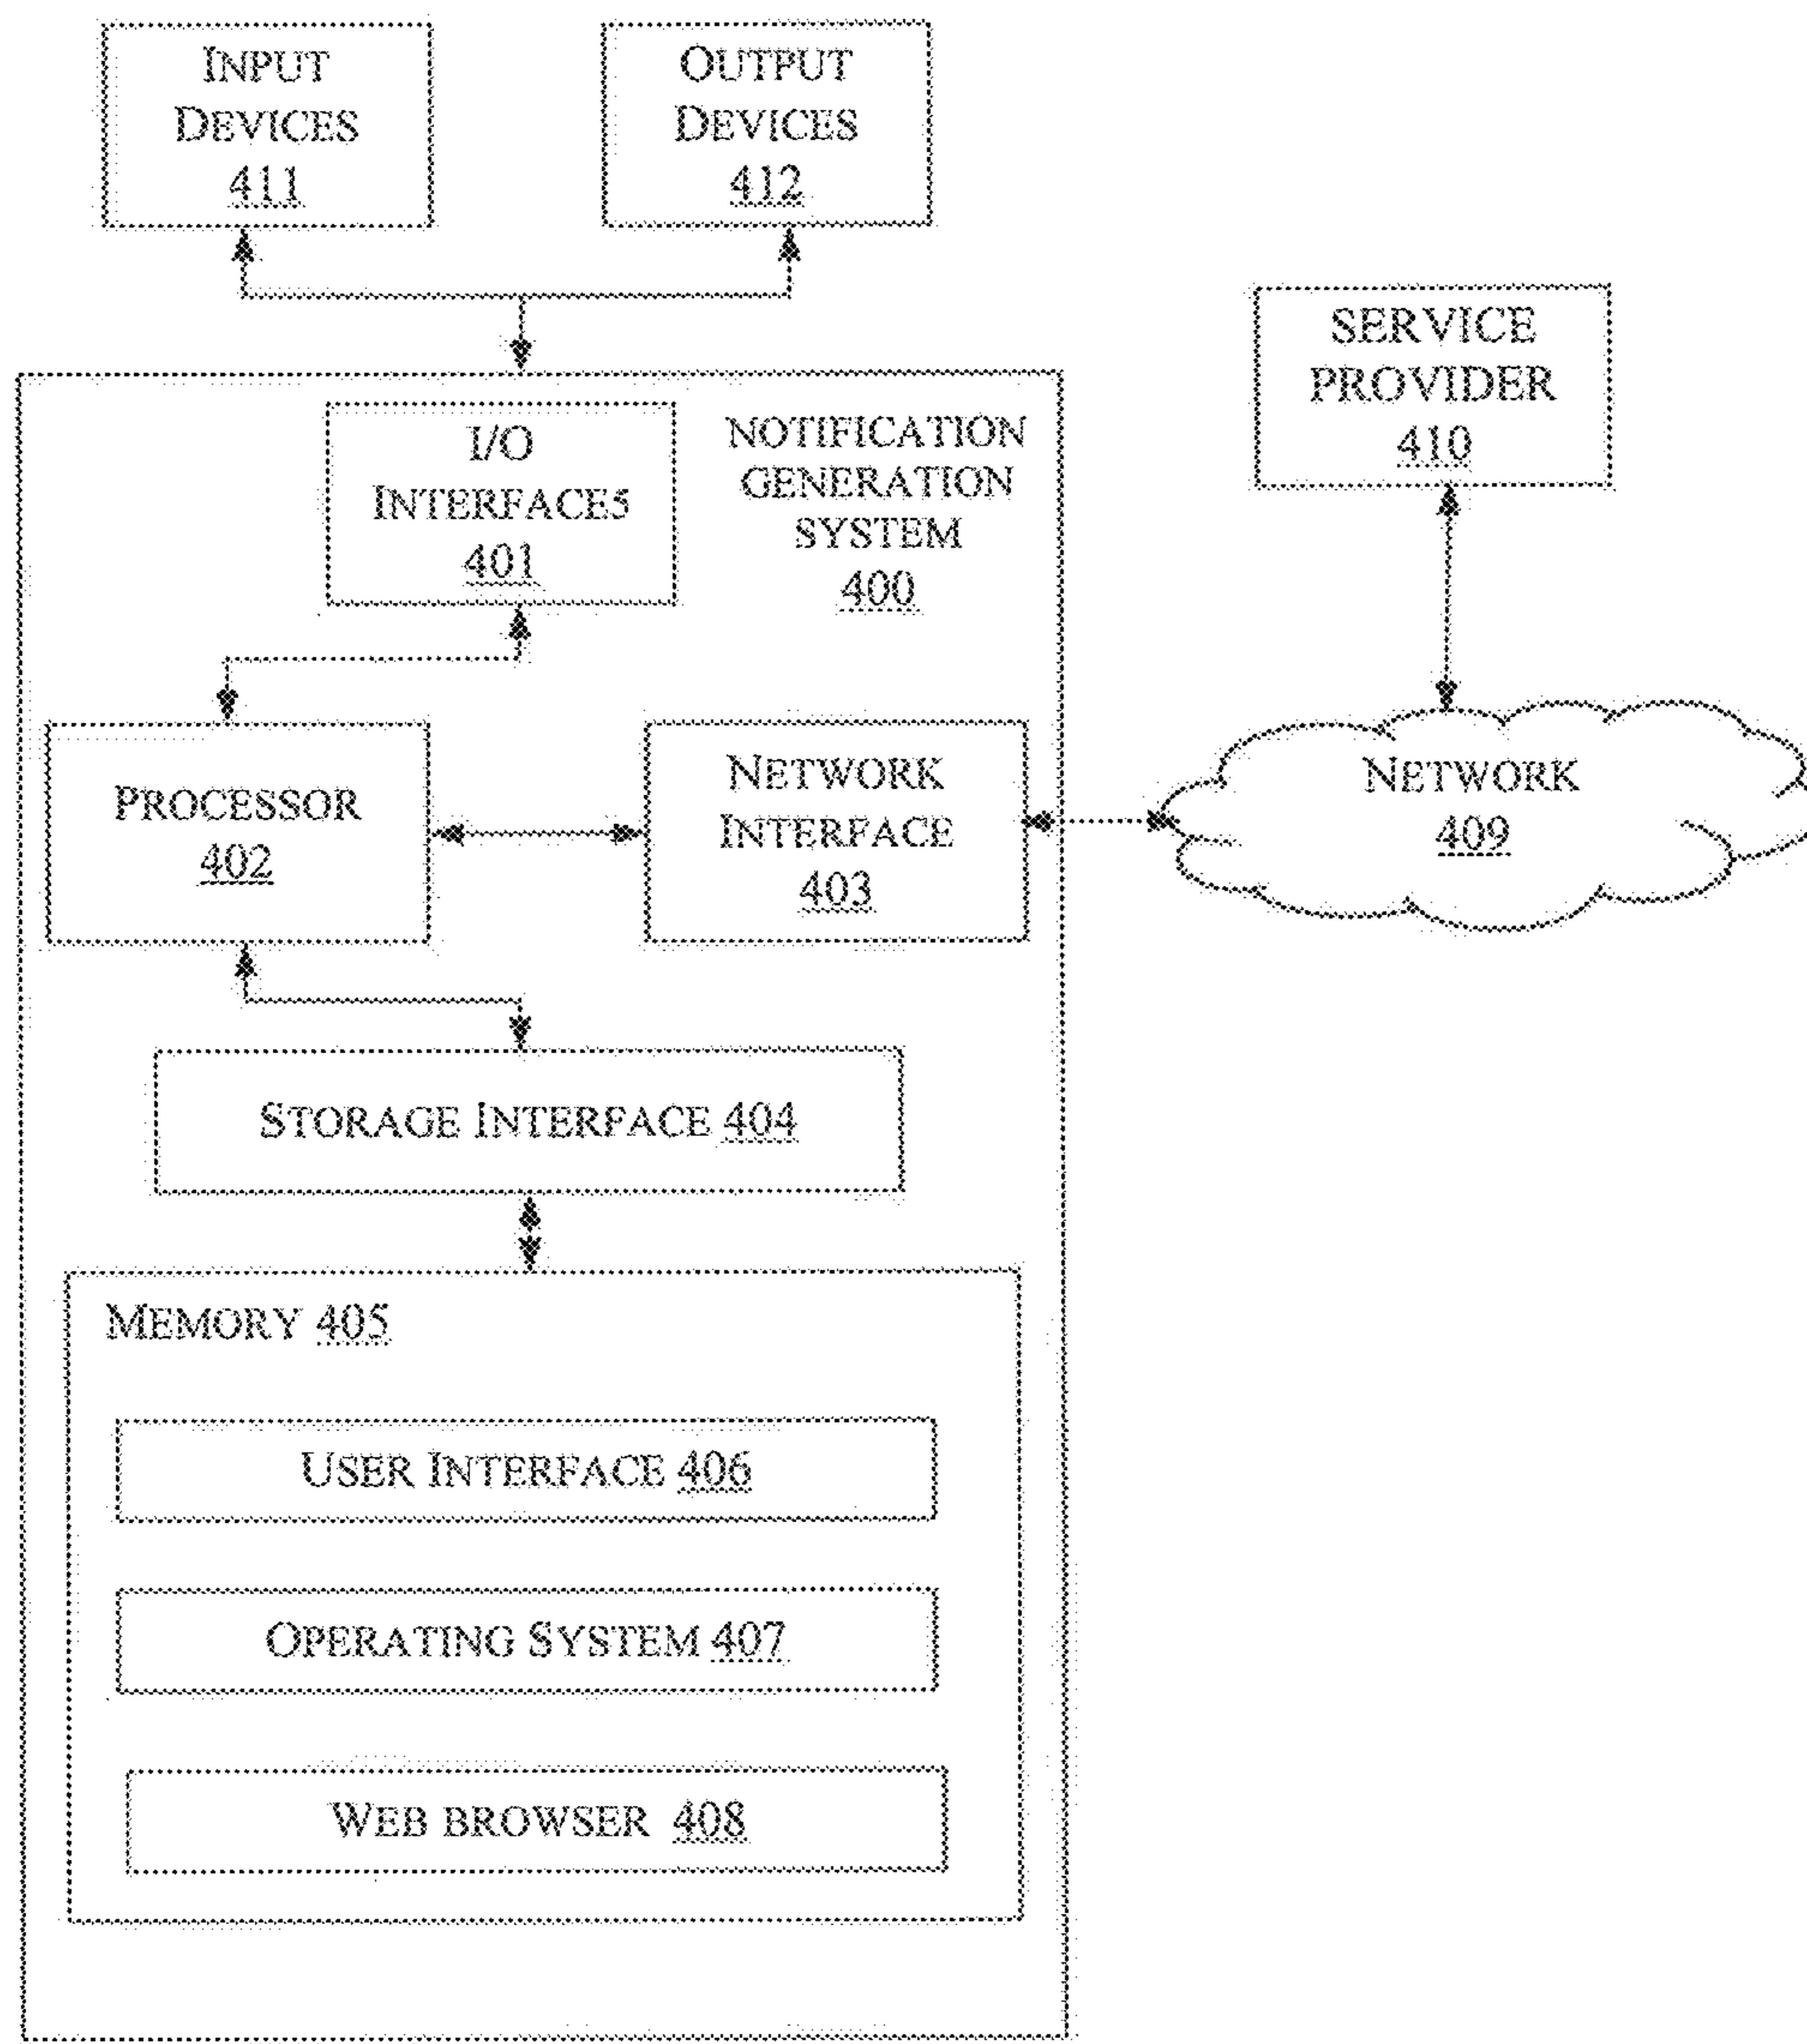 INPUT
DEVICES
411
OUTPUT
DEVICES
412
SERVICE
PROVIDER
410
I/O
INTERFACE5
401
NOTIFICATION
GENERATION
SYSTEM
400
PROCESSOR
402
NETWORK
INTERFACE
403
NETWORK
409
STORAGE INTERFACE 404
MEMORY 405
USER INTERFACE 406
OPERATING SYSTEM 407
WEB BROWSER 408